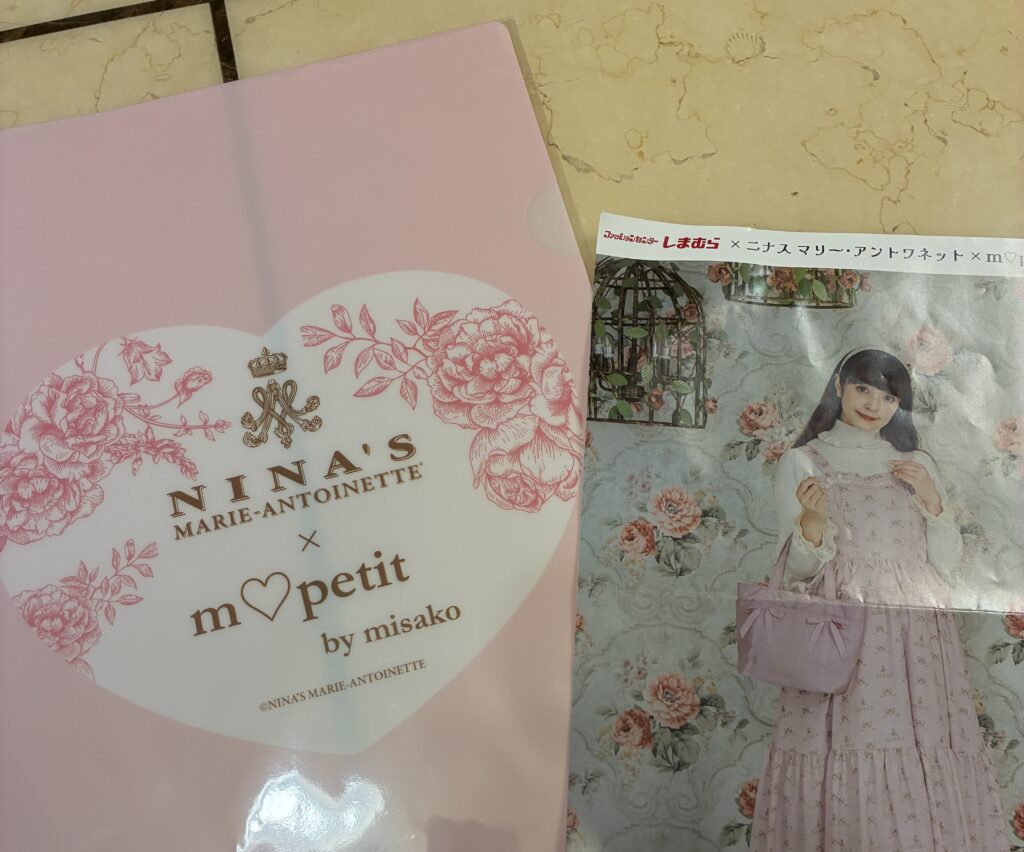 NINA'S
MARIE-ANTOINETTE®
×
m♡petit
by misako
©NINA'S MARIE-ANTOINETTE
ファッションセンター しまむら × ニナス マリー・アントワネット × m♡p